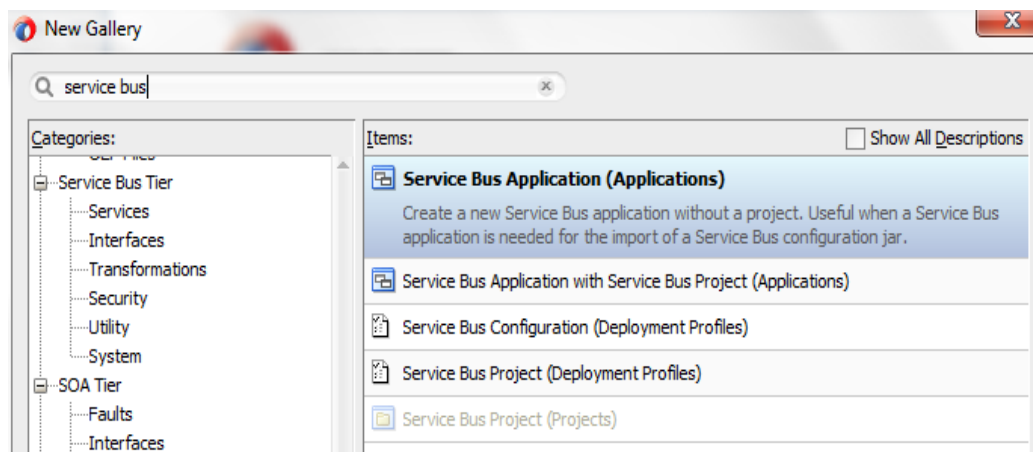 New Gallery
service bus
Categories:
Service Bus Tier
Services
Interfaces
Transformations
Security
Utility
System
SOA Tier
Faults
Interfaces
Items:
Show All Descriptions
Service Bus Application (Applications)
Create a new Service Bus application without a project. Useful when a Service Bus
application is needed for the import of a Service Bus configuration jar.
Service Bus Application with Service Bus Project (Applications)
Service Bus Configuration (Deployment Profiles)
Service Bus Project (Deployment Profiles)
Service Bus Project (Projects)